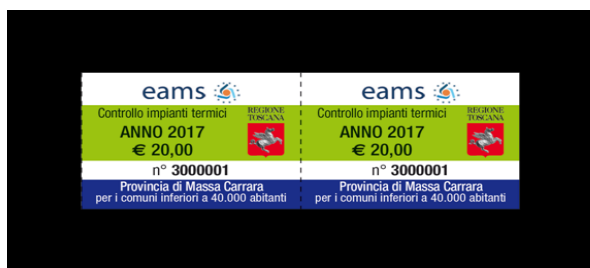 eams
Controllo impianti termici
REGIONE
TOSCANA
ANNO 2017
€ 20,00
n° 3000001
Provincia di Massa Carrara
per i comuni inferiori a 40.000 abitanti
eams
Controllo impianti termici
REGIONE
TOSCANA
ANNO 2017
€ 20,00
n° 3000001
Provincia di Massa Carrara
per i comuni inferiori a 40.000 abitanti